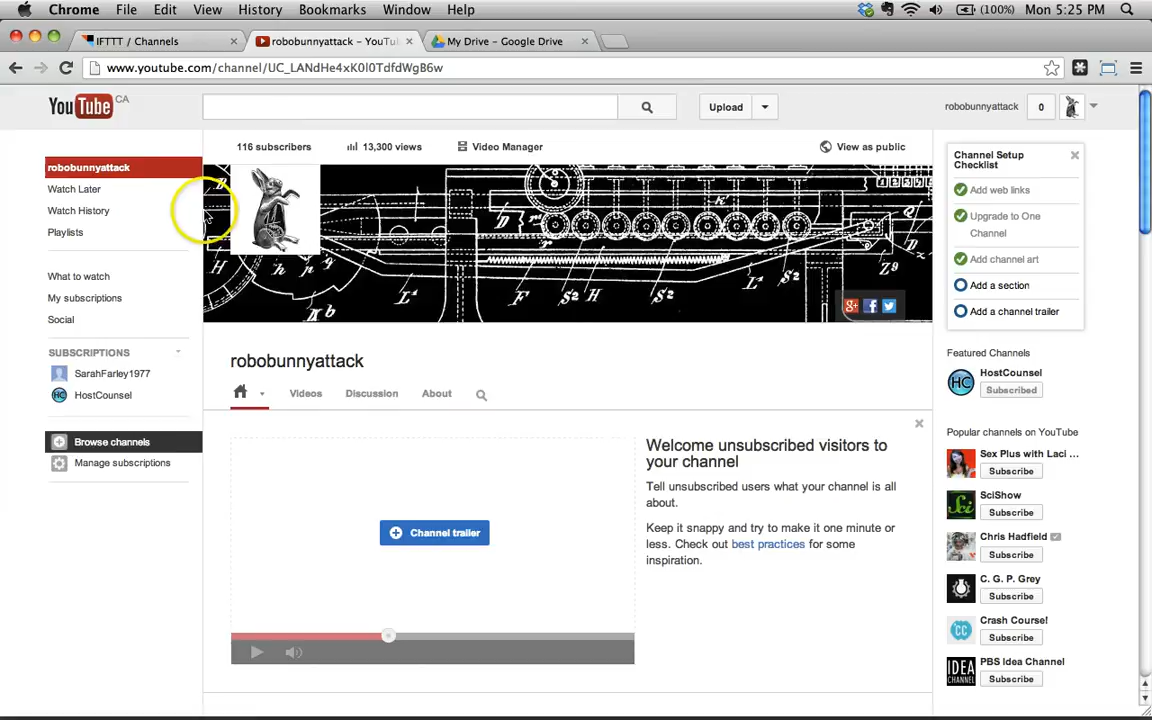 Chrome File Edit View History Bookmarks Window Help (100%) Mon 5:25 PM
IFTTT / Channels
robobunnyattack - YouTu
My Drive - Google Drive
www.youtube.com/channel/UC_LANdHe4xK0l0TdfdWgB6w
YouTube CA
Upload
robobunnyattack 0
robobunnyattack
Watch Later
Watch History
Playlists
What to watch
My subscriptions
Social
SUBSCRIPTIONS
SarahFarley1977
HostCounsel
Browse channels
Manage subscriptions
116 subscribers 13,300 views Video Manager View as public
robobunnyattack
Videos Discussion About
Channel trailer
Welcome unsubscribed visitors to
your channel
Tell unsubscribed users what your channel is all
about.
Keep it snappy and try to make it one minute or
less. Check out best practices for some
inspiration.
Channel Setup
Checklist
Add web links
Upgrade to One
Channel
Add channel art
Add a section
Add a channel trailer
Featured Channels
HostCounsel
Subscribed
Popular channels on YouTube
Sex Plus with Laci ...
Subscribe
SciShow
Subscribe
Chris Hadfield
Subscribe
C. G. P. Grey
Subscribe
Crash Course!
Subscribe
PBS Idea Channel
Subscribe